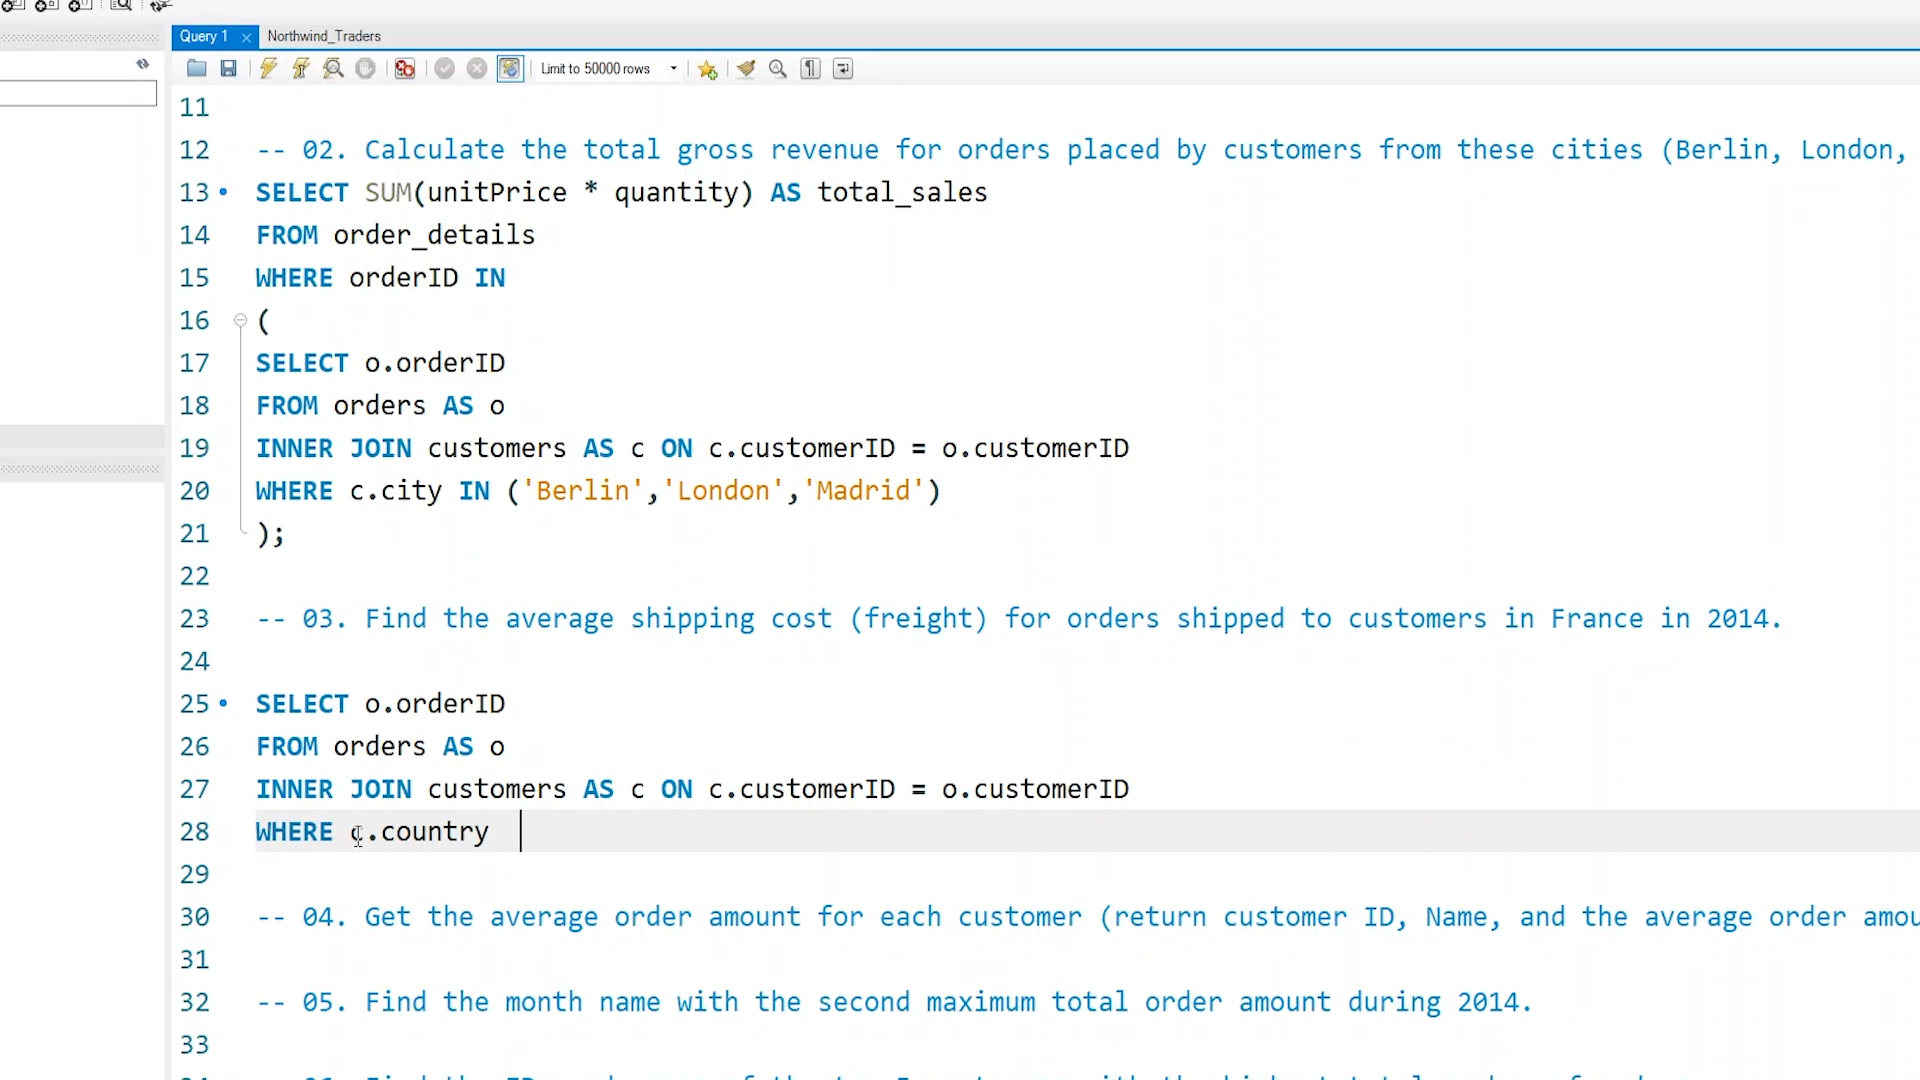 Query 1
Northwind_Traders
Limit to 50000 rows
11
12 -- 02. Calculate the total gross revenue for orders placed by customers from these cities (Berlin, London,
13 SELECT SUM(unitPrice * quantity) AS total_sales
14 FROM order_details
15 WHERE orderID IN
16 (
17 SELECT o.orderID
18 FROM orders AS o
19 INNER JOIN customers AS c ON c.customerID = o.customerID
20 WHERE c.city IN ('Berlin','London','Madrid')
21 );
22
23 -- 03. Find the average shipping cost (freight) for orders shipped to customers in France in 2014.
24
25 SELECT o.orderID
26 FROM orders AS o
27 INNER JOIN customers AS c ON c.customerID = o.customerID
28 WHERE c.country
29
30 -- 04. Get the average order amount for each customer (return customer ID, Name, and the average order amou
31
32 -- 05. Find the month name with the second maximum total order amount during 2014.
33